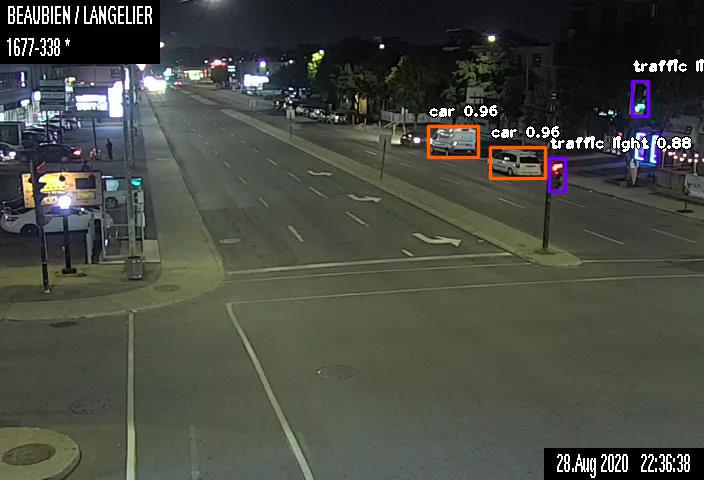 BEAUBIEN / LANGELIER
1677-338 *
traffic li
car 0.96
car 0.96
traffic light 0.88
28.Aug 2020 22:36:38